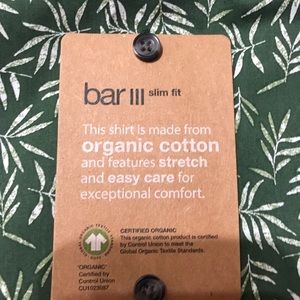 bar III slim fit
This shirt is made from
organic cotton
and features stretch
and easy care for
exceptional comfort.
CERTIFIED ORGANIC
This organic cotton product is certified
by Control Union to meet the
Global Organic Textile Standards.
"ORGANIC"
Certified by
Control Union